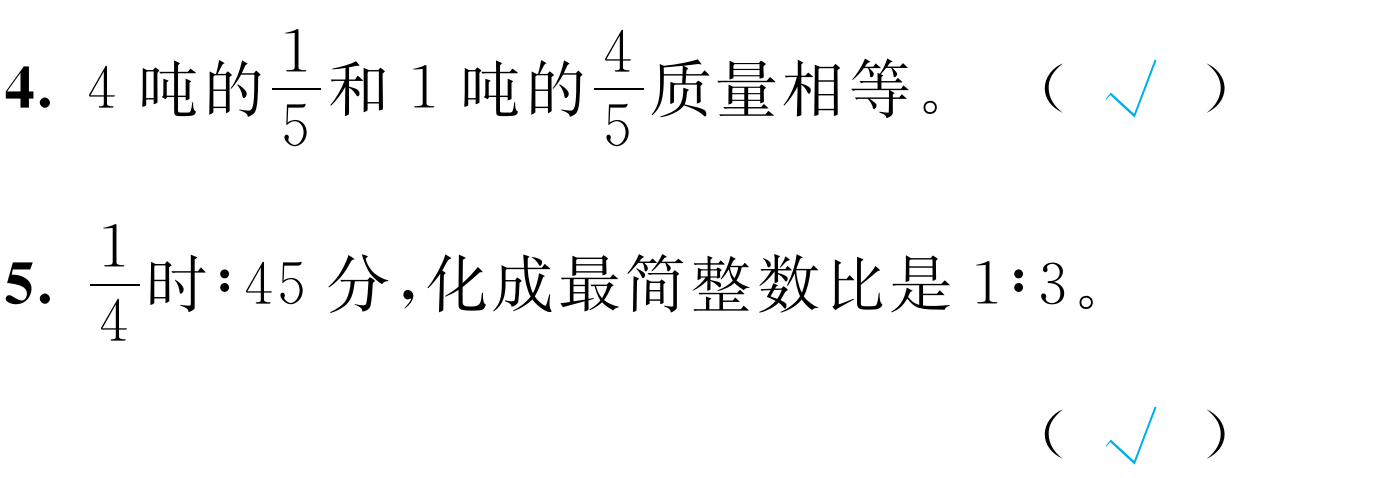 4. 4 吨的1/5和 1 吨的4/5质量相等。 ( √ )
5. 1/4时∶45 分,化成最简整数比是 1∶3。
( √ )